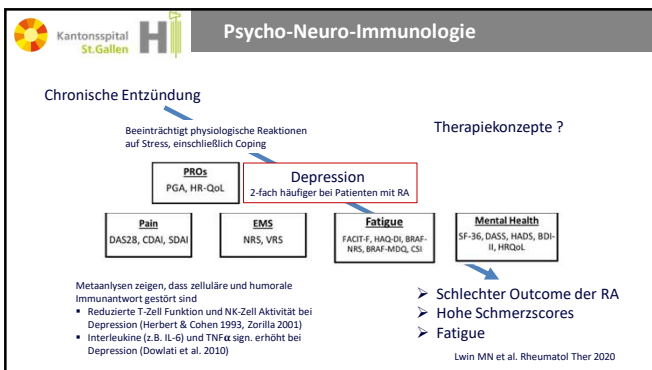 Kantonsspital
St.Gallen
Psycho-Neuro-Immunologie
Chronische Entzündung
Beeinträchtigt physiologische Reaktionen
auf Stress, einschließlich Coping
Therapiekonzepte ?
PROs
PGA, HR-QoL
Depression
2-fach häufiger bei Patienten mit RA
Pain
DAS28, CDAI, SDAI
EMS
NRS, VRS
Fatigue
FACIT-F, HAQ-DI, BRAF-
NRS, BRAF-MDQ, CSI
Mental Health
SF-36, DASS, HADS, BDI-
II, HRQoL
Metaanlysen zeigen, dass zelluläre und humorale
Immunantwort gestört sind
▪ Reduzierte T-Zell Funktion und NK-Zell Aktivität bei
Depression (Herbert & Cohen 1993, Zorilla 2001)
▪ Interleukine (z.B. IL-6) und TNFα sign. erhöht bei
Depression (Dowlati et al. 2010)
➢ Schlechter Outcome der RA
➢ Hohe Schmerzscores
➢ Fatigue
Lwin MN et al. Rheumatol Ther 2020